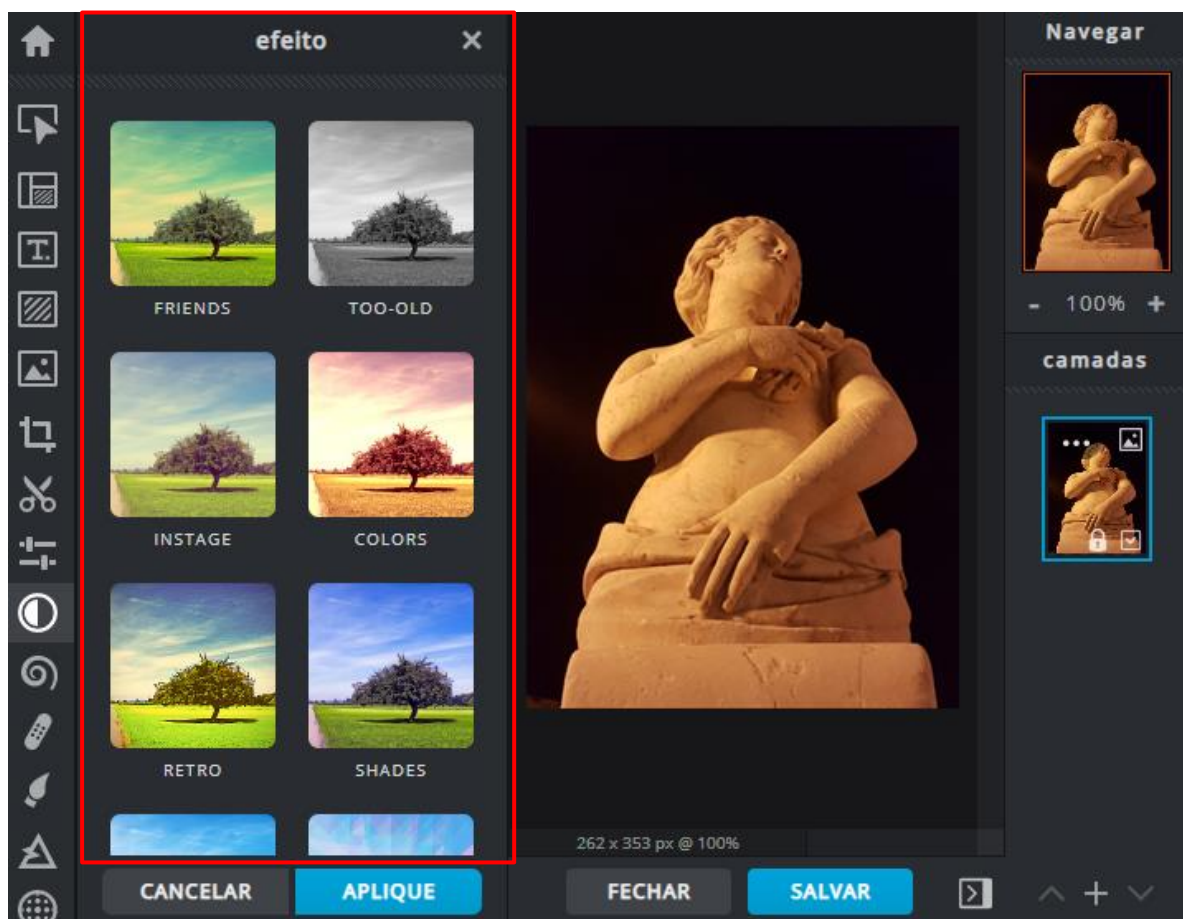 efeito
FRIENDS
TOO-OLD
INSTAGE
COLORS
RETRO
SHADES
CANCELAR
APLIQUE
262 x 353 px @ 100%
FECHAR
SALVAR
Navegar
- 100% +
camadas